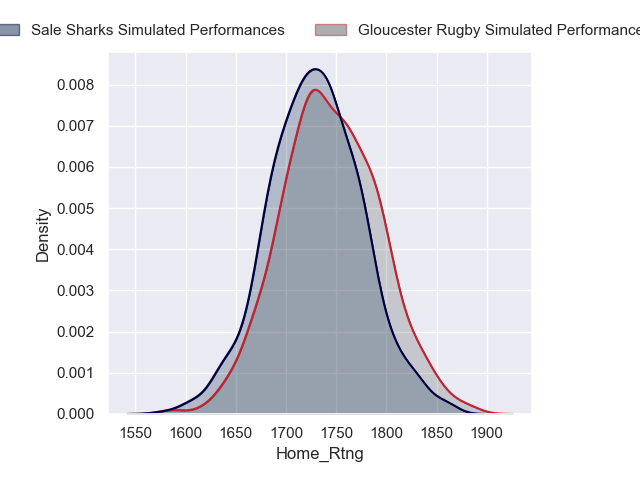 Sale Sharks Simulated Performances Gloucester Rugby Simulated Performance
0.008
0.007
0.006
0.005
0.004
0.003
0.002
0.001
0.000
Density
1550 1600 1650 1700 1750 1800 1850 1900
Home_Rtng